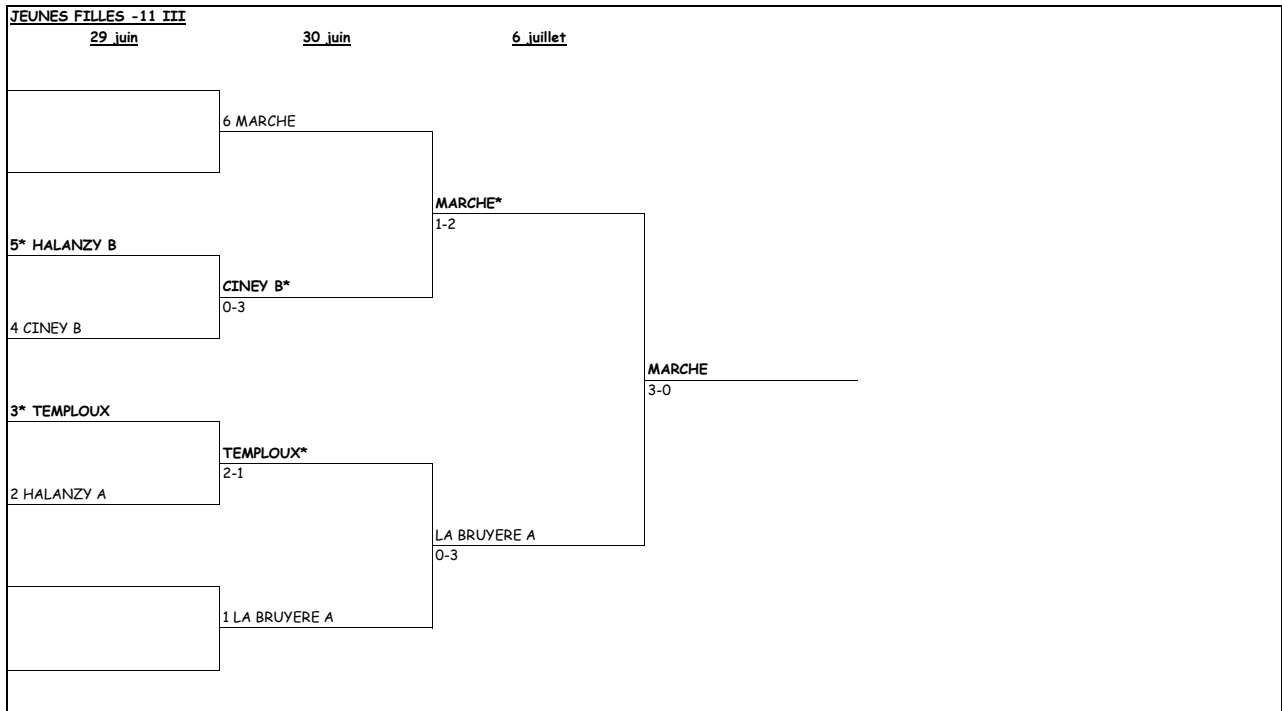 JEUNES FILLES -11 III
29 juin 30 juin 6 juillet
6 MARCHE
MARCHE*
1-2
5* HALANZY B
CINEY B*
0-3
4 CINEY B
MARCHE
3-0
3* TEMPLOUX
TEMPLOUX*
2-1
2 HALANZY A
LA BRUYERE A
0-3
1 LA BRUYERE A